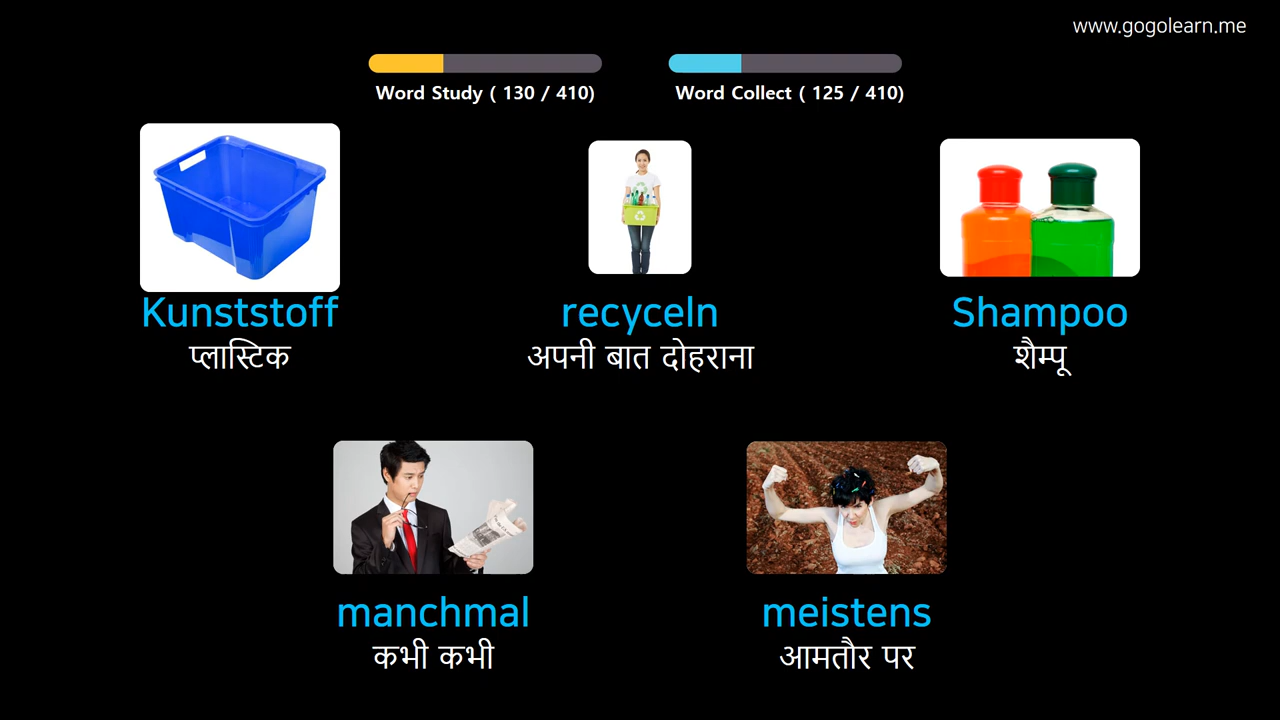 www.gogolearn.me
Word Study ( 130 / 410)
Word Collect ( 125 / 410)
Kunststoff
प्लास्टिक
recyceln
अपनी बात दोहराना
Shampoo
शैम्पू
manchmal
कभी कभी
meistens
आमतौर पर